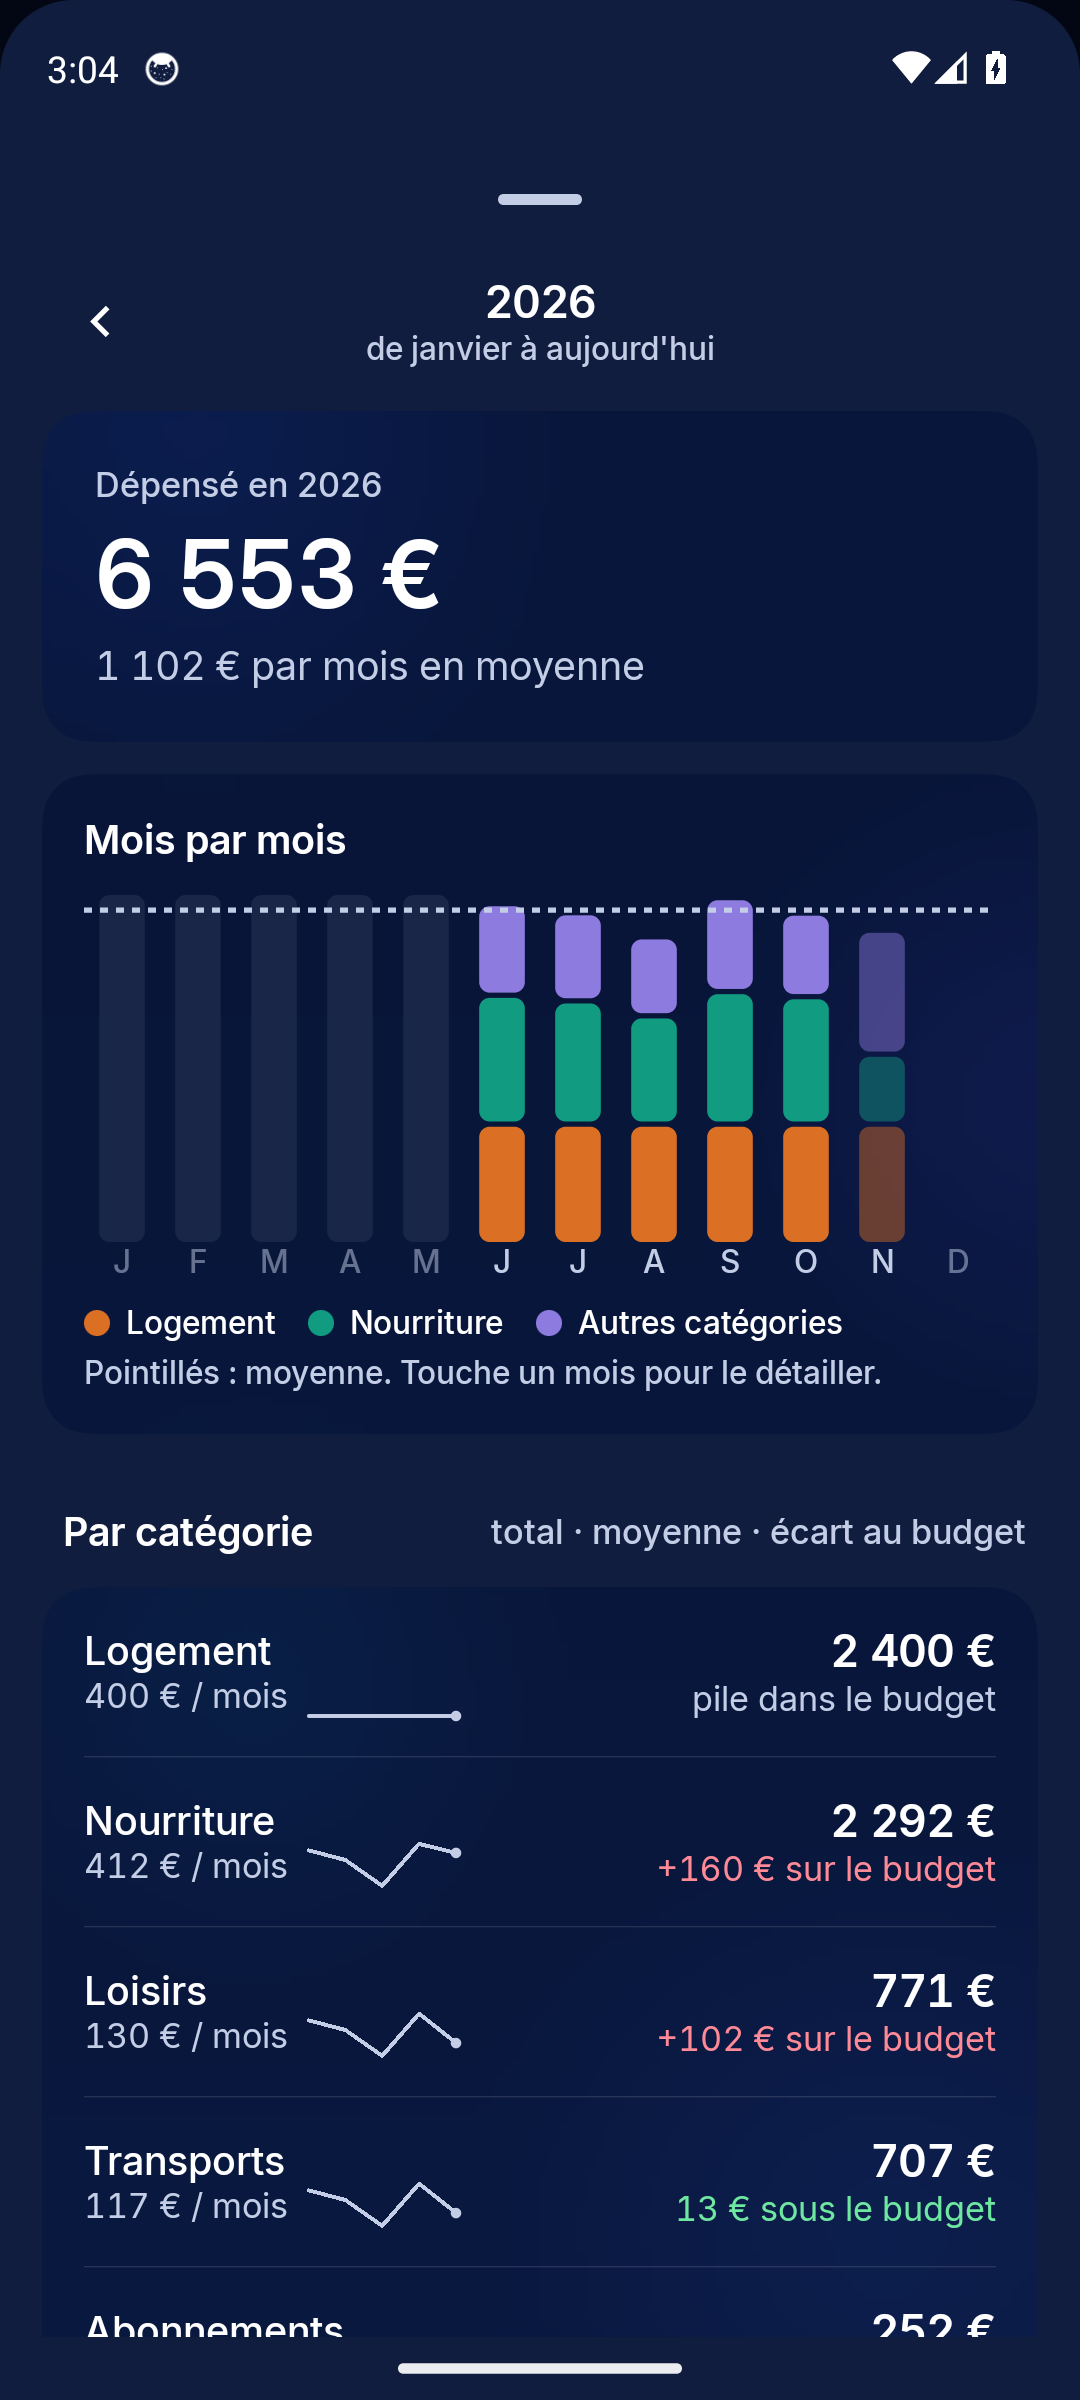 3:04
2026
de janvier à aujourd'hui
Dépensé en 2026
6 553 €
1 102 € par mois en moyenne
Mois par mois
J F M A M J J A S O N D
Logement Nourriture Autres catégories
Pointillés : moyenne. Touche un mois pour le détailler.
Par catégorie total · moyenne · écart au budget
Logement 2 400 €
400 € / mois pile dans le budget
Nourriture 2 292 €
412 € / mois +160 € sur le budget
Loisirs 771 €
130 € / mois +102 € sur le budget
Transports 707 €
117 € / mois 13 € sous le budget
Abonnements 252 €